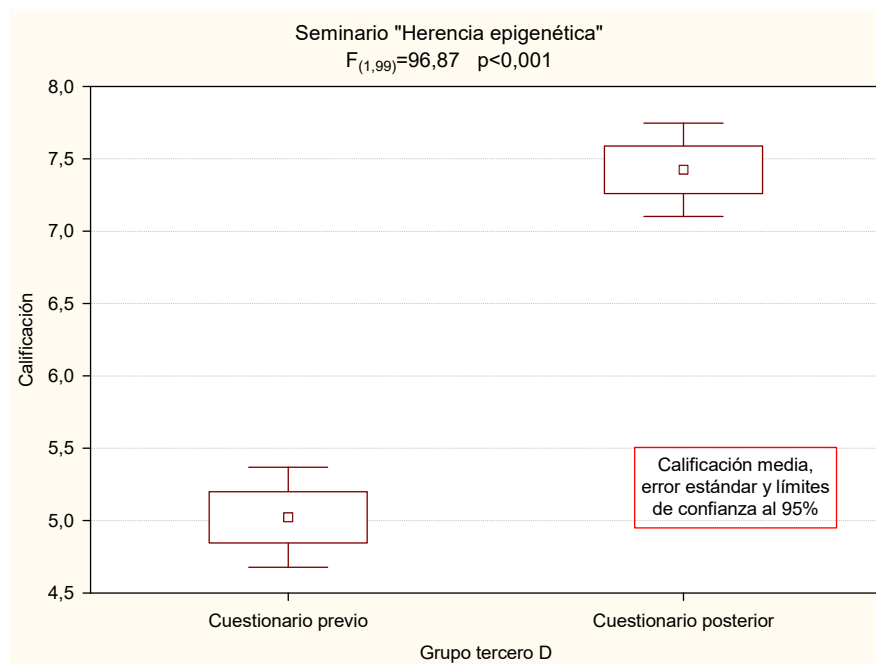 Seminario "Herencia epigenética"
F(1,99)=96,87 p<0,001
8,0
7,5
7,0
6,5
6,0
5,5
5,0
4,5
Calificación
Calificación media,
error estándar y límites
de confianza al 95%
Cuestionario previo
Cuestionario posterior
Grupo tercero D